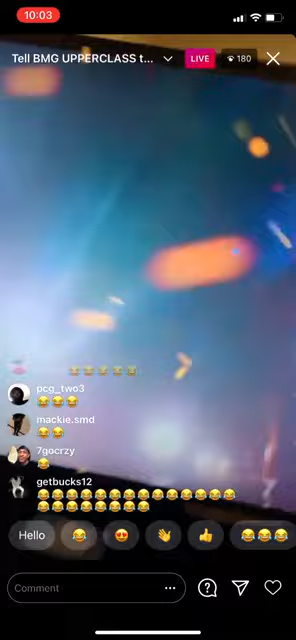 10:03
Tell BMG UPPERCLASS t...
LIVE
180
😂😂😂😂😂
pcg_two3
😂😂😂
mackie.smd
😂😂
7gocrzy
😂
getbucks12
😂😂😂😂😂😂😂😂😂😂😂😂😂😂
😂😂😂😂😂😂😂😂
Hello 😂 😍 👋 👍 😂😂😂
Comment ...